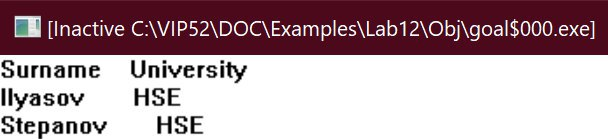 [Inactive C:\VIP52\DOC\Examples\Lab12\Obj\goal$000.exe]
Surname University
Ilyasov HSE
Stepanov HSE